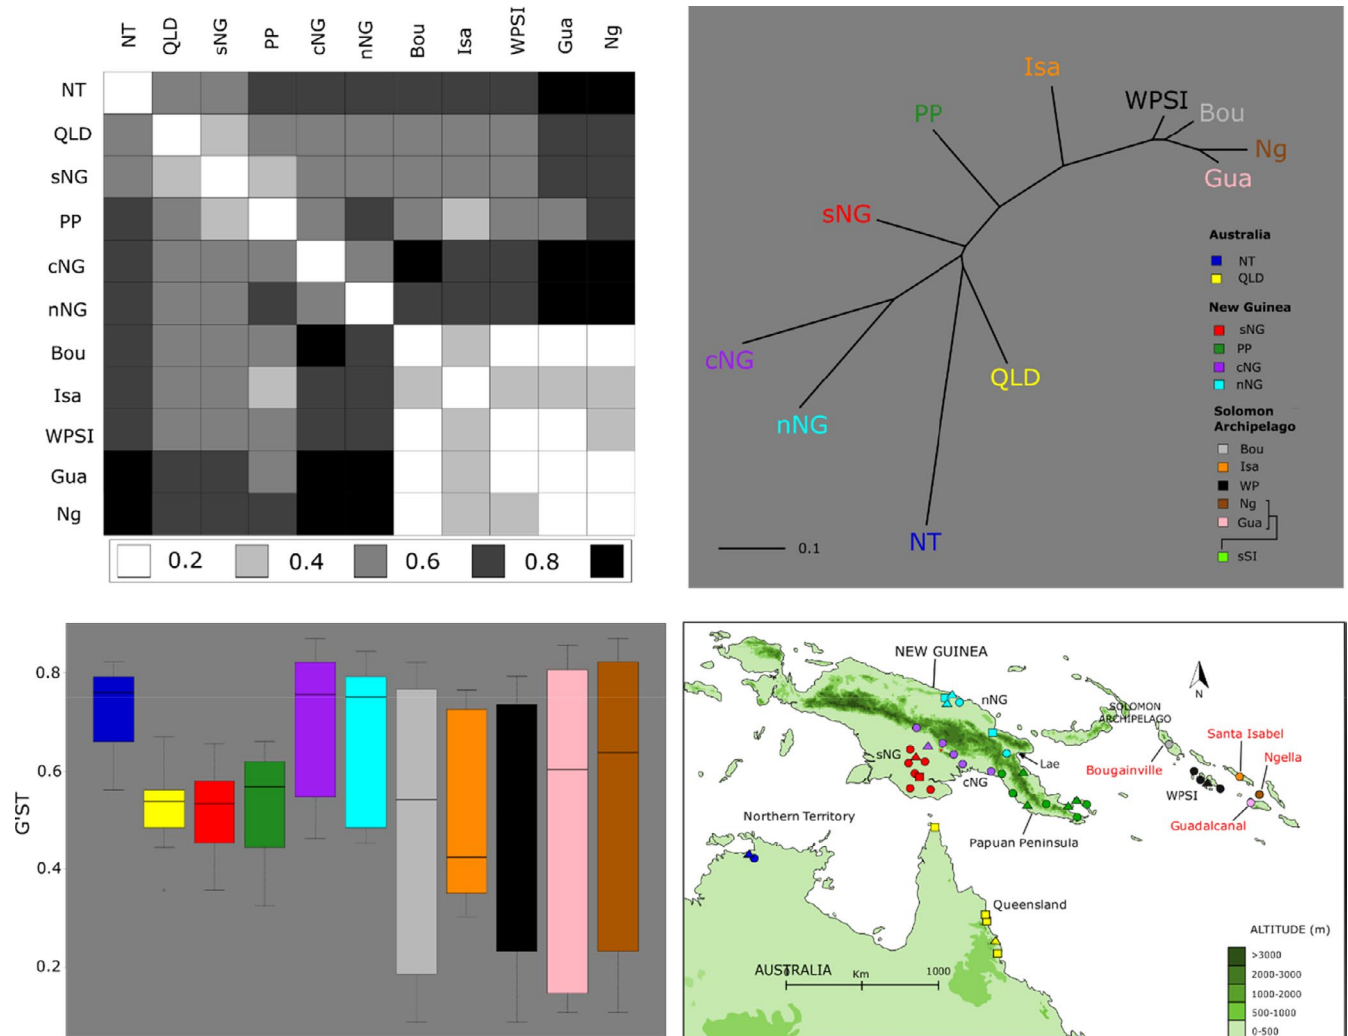 NT QLD sNG PP cNG nNG Bou Isa WPSI Gua Ng
NT
QLD
sNG
PP
cNG
nNG
Bou
Isa
WPSI
Gua
Ng
0.2 0.4 0.6 0.8
Isa
WPSI
PP
Bou
Ng
Gua
sNG
cNG
QLD
nNG
NT
0.1
Australia
NT
QLD
New Guinea
sNG
PP
cNG
nNG
Solomon
Archipelago
Bou
Isa
WP
Ng
Gua
sSI
G'ST
0.8
0.6
0.4
0.2
NEW GUINEA
N
nNG
SOLOMON
ARCHIPELAGO
Santa Isabel
sNG
Lae
Bougainville
Ngella
cNG
WPSI
Guadalcanal
Northern Territory
Papuan Peninsula
Queensland
ALTITUDE (m)
AUSTRALIA
0 Km 1000
>3000
2000-3000
1000-2000
500-1000
0-500